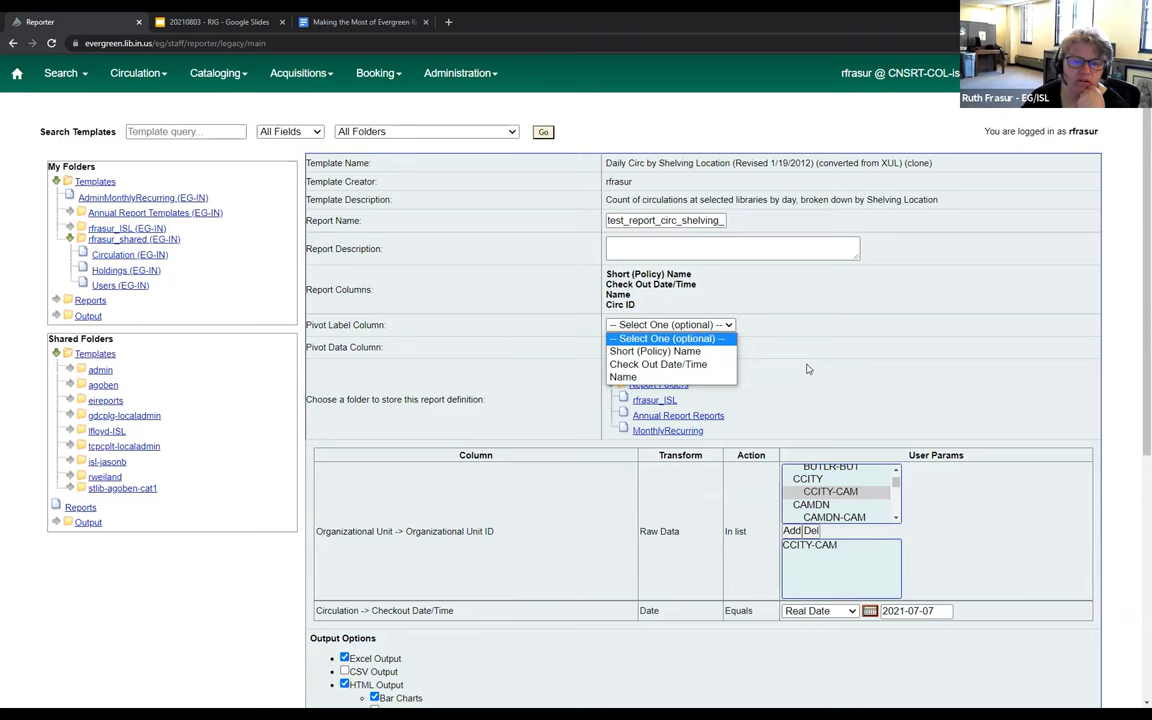 Reporter
20210803 - RIG - Google Slides
Making the Most of Evergreen R
evergreen.lib.in.us/eg/staff/reporter/legacy/main
Search
Circulation
Cataloging
Acquisitions
Booking
Administration
rfrasur @ CNSRT-COL-is
Ruth Frasur - EG/ISL
Search Templates
Template query...
All Fields
All Folders
Go
You are logged in as rfrasur
My Folders
Templates
AdminMonthlyRecurring (EG-IN)
Annual Report Templates (EG-IN)
rfrasur_ISL (EG-IN)
rfrasur_shared (EG-IN)
Circulation (EG-IN)
Holdings (EG-IN)
Users (EG-IN)
Reports
Output
Shared Folders
Templates
admin
agoben
eireports
gdcplg-localadmin
lfloyd-ISL
tcpcplt-localadmin
isl-jasonb
rweiland
stlib-agoben-cat1
Reports
Output
Template Name: Daily Circ by Shelving Location (Revised 1/19/2012) (converted from XUL) (clone)
Template Creator: rfrasur
Template Description: Count of circulations at selected libraries by day, broken down by Shelving Location
Report Name: test_report_circ_shelving_
Report Description:
Report Columns:
Short (Policy) Name
Check Out Date/Time
Name
Circ ID
Pivot Label Column: -- Select One (optional) --
-- Select One (optional) --
Short (Policy) Name
Check Out Date/Time
Name
Pivot Data Column:
Choose a folder to store this report definition:
Report Folders
rfrasur_ISL
Annual Report Reports
MonthlyRecurring
Column Transform Action User Params
Organizational Unit -> Organizational Unit ID Raw Data In list
BUTLR-BUT
CCITY
CCITY-CAM
CAMDN
CAMDN-CAM
Add Del
CCITY-CAM
Circulation -> Checkout Date/Time Date Equals Real Date 2021-07-07
Output Options
Excel Output
CSV Output
HTML Output
Bar Charts